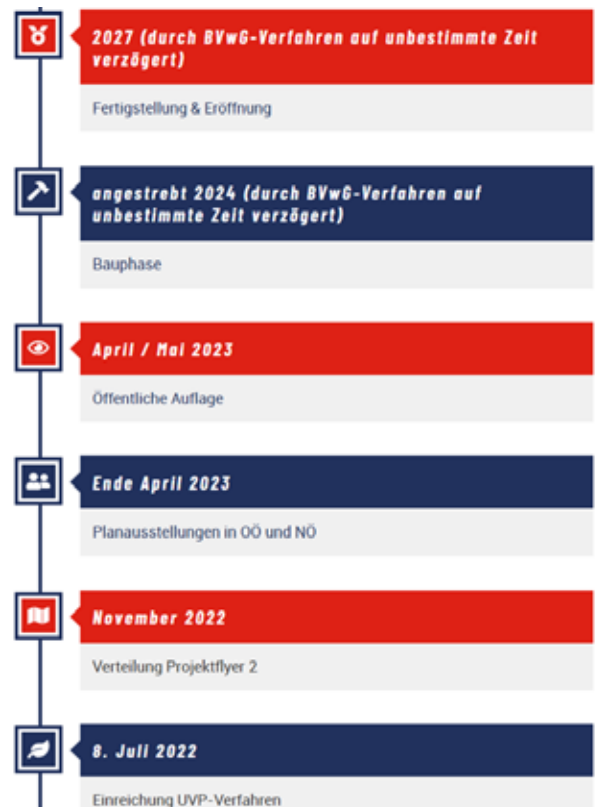 2027 (durch BVwG-Verfahren auf unbestimmte Zeit
verzögert)
Fertigstellung & Eröffnung
angestrebt 2024 (durch BVwG-Verfahren auf
unbestimmte Zeit verzögert)
Bauphase
April / Mai 2023
Öffentliche Auflage
Ende April 2023
Planausstellungen in OÖ und NÖ
November 2022
Verteilung Projektflyer 2
8. Juli 2022
Einreichung UVP-Verfahren